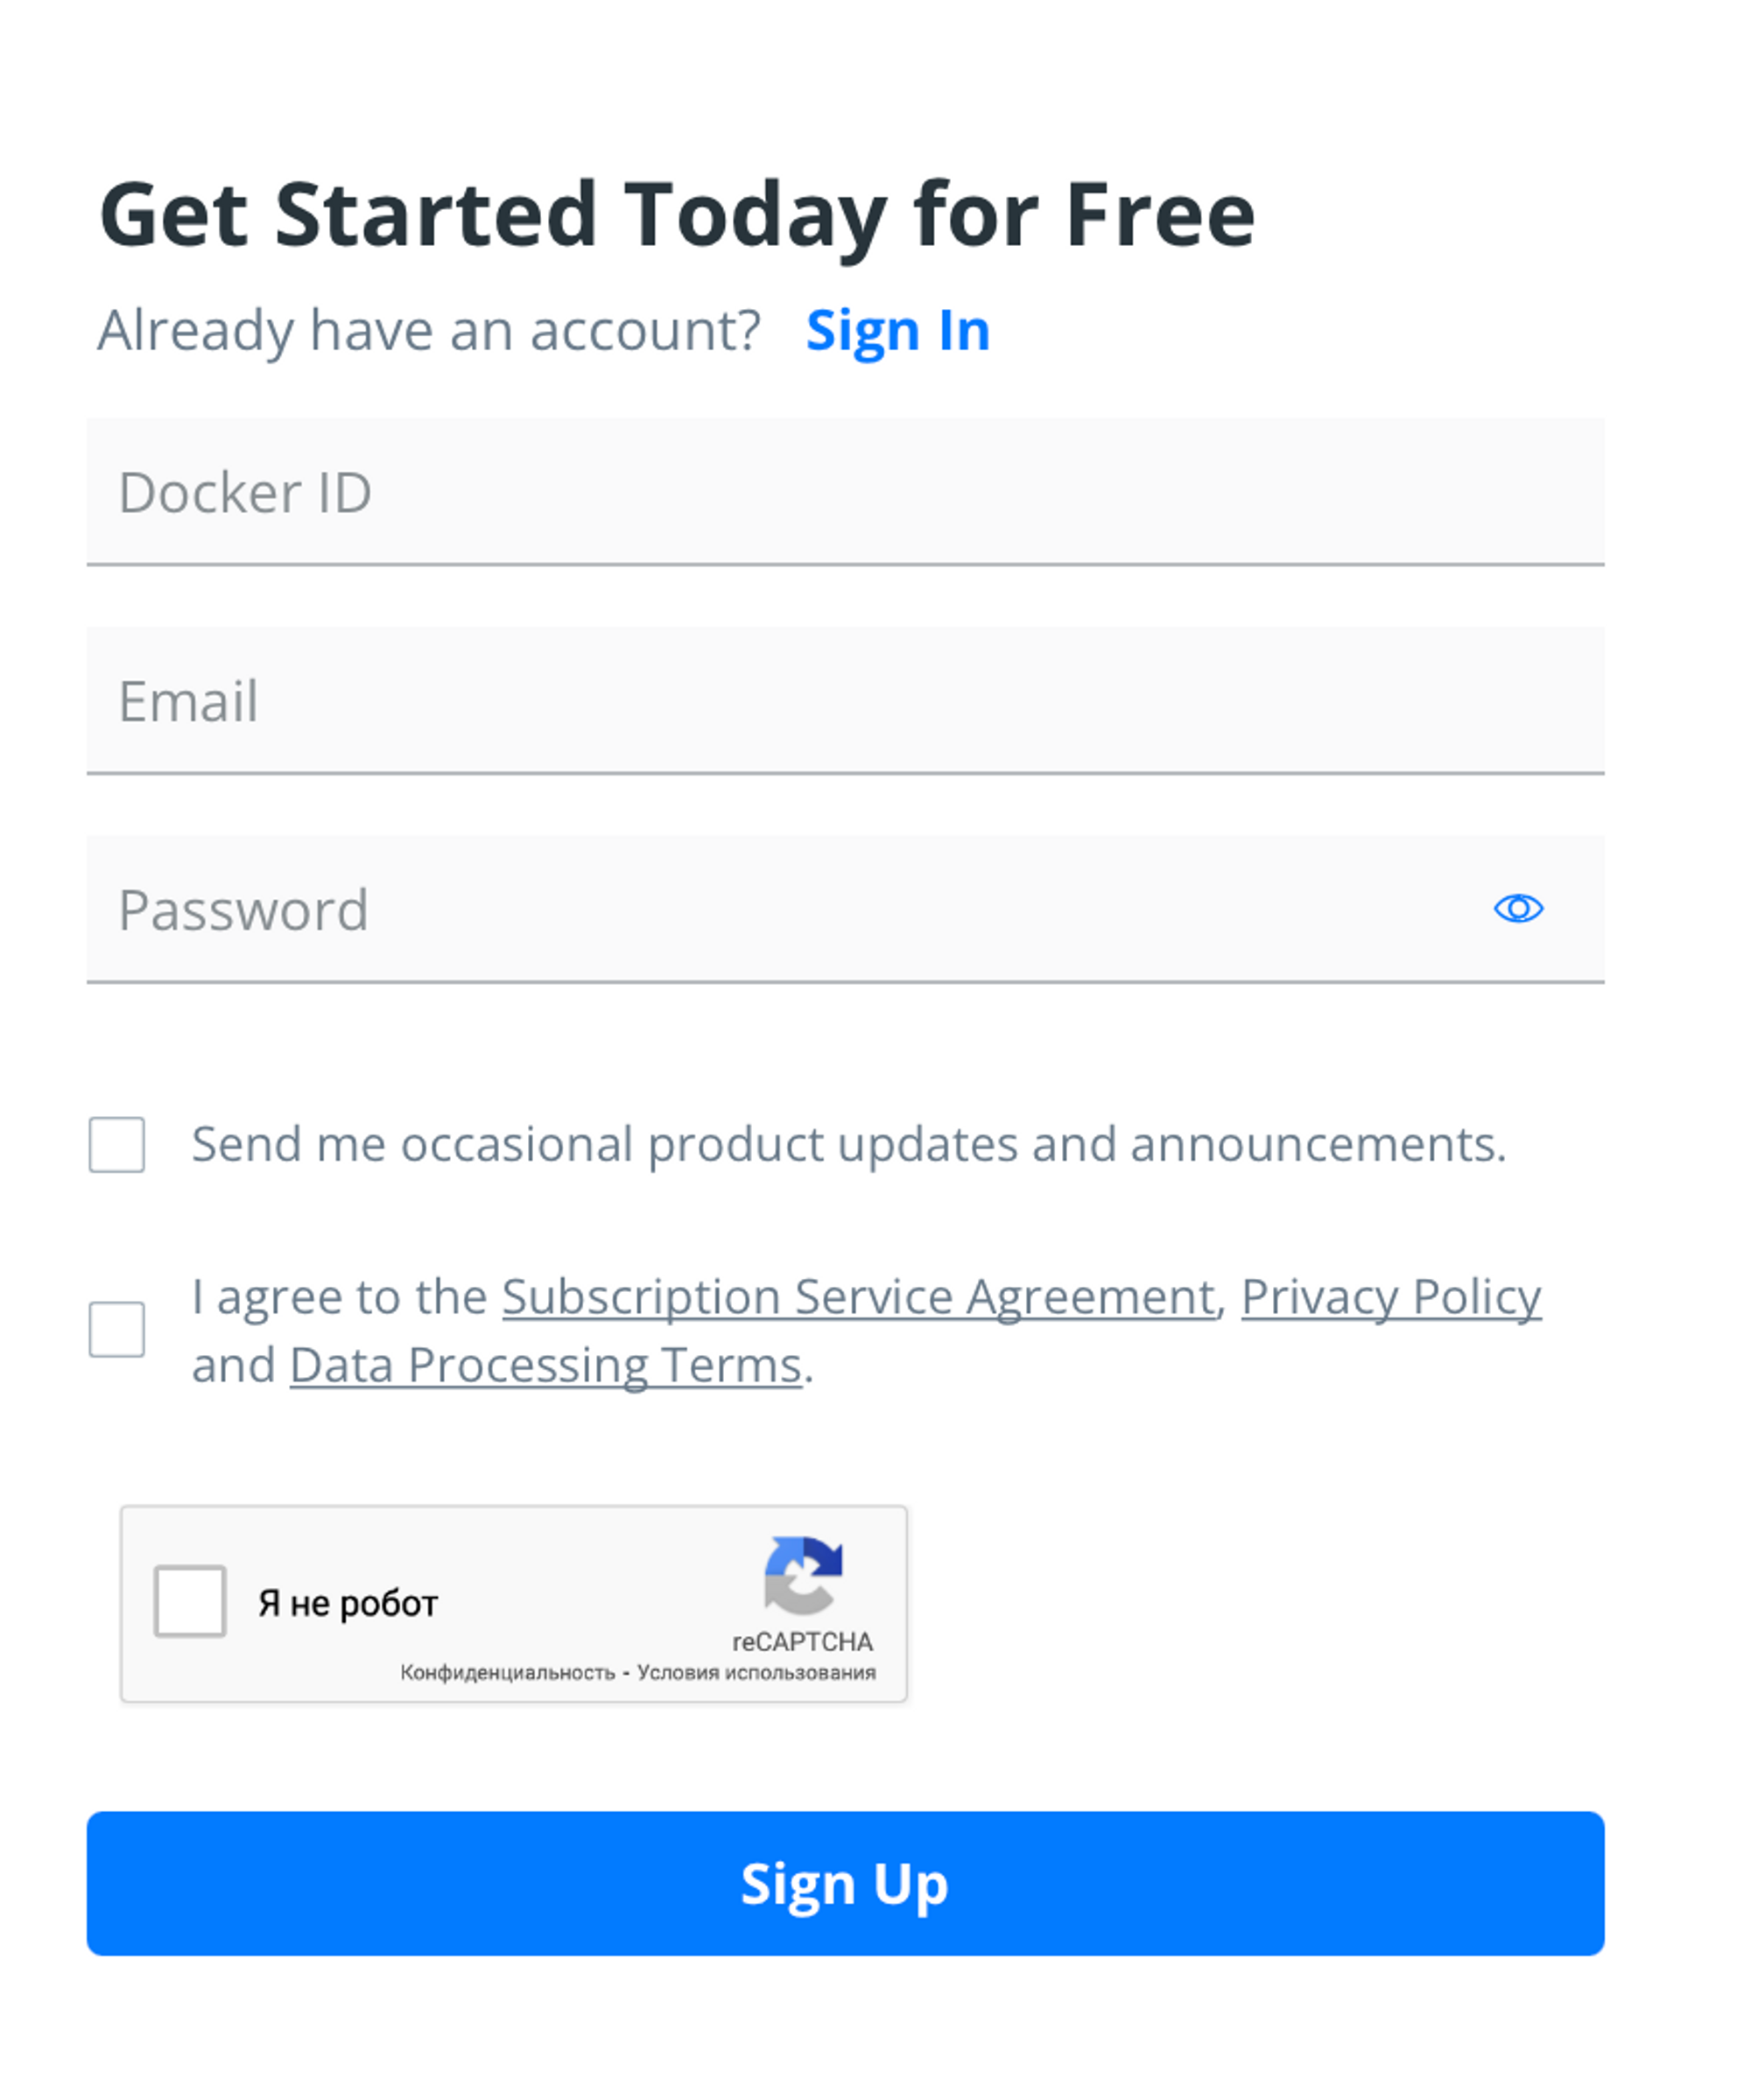 Get Started Today for Free
Already have an account? Sign In
Docker ID
Email
Password
Send me occasional product updates and announcements.
I agree to the Subscription Service Agreement, Privacy Policy
and Data Processing Terms.
Я не робот
reCAPTCHA
Конфиденциальность - Условия использования
Sign Up